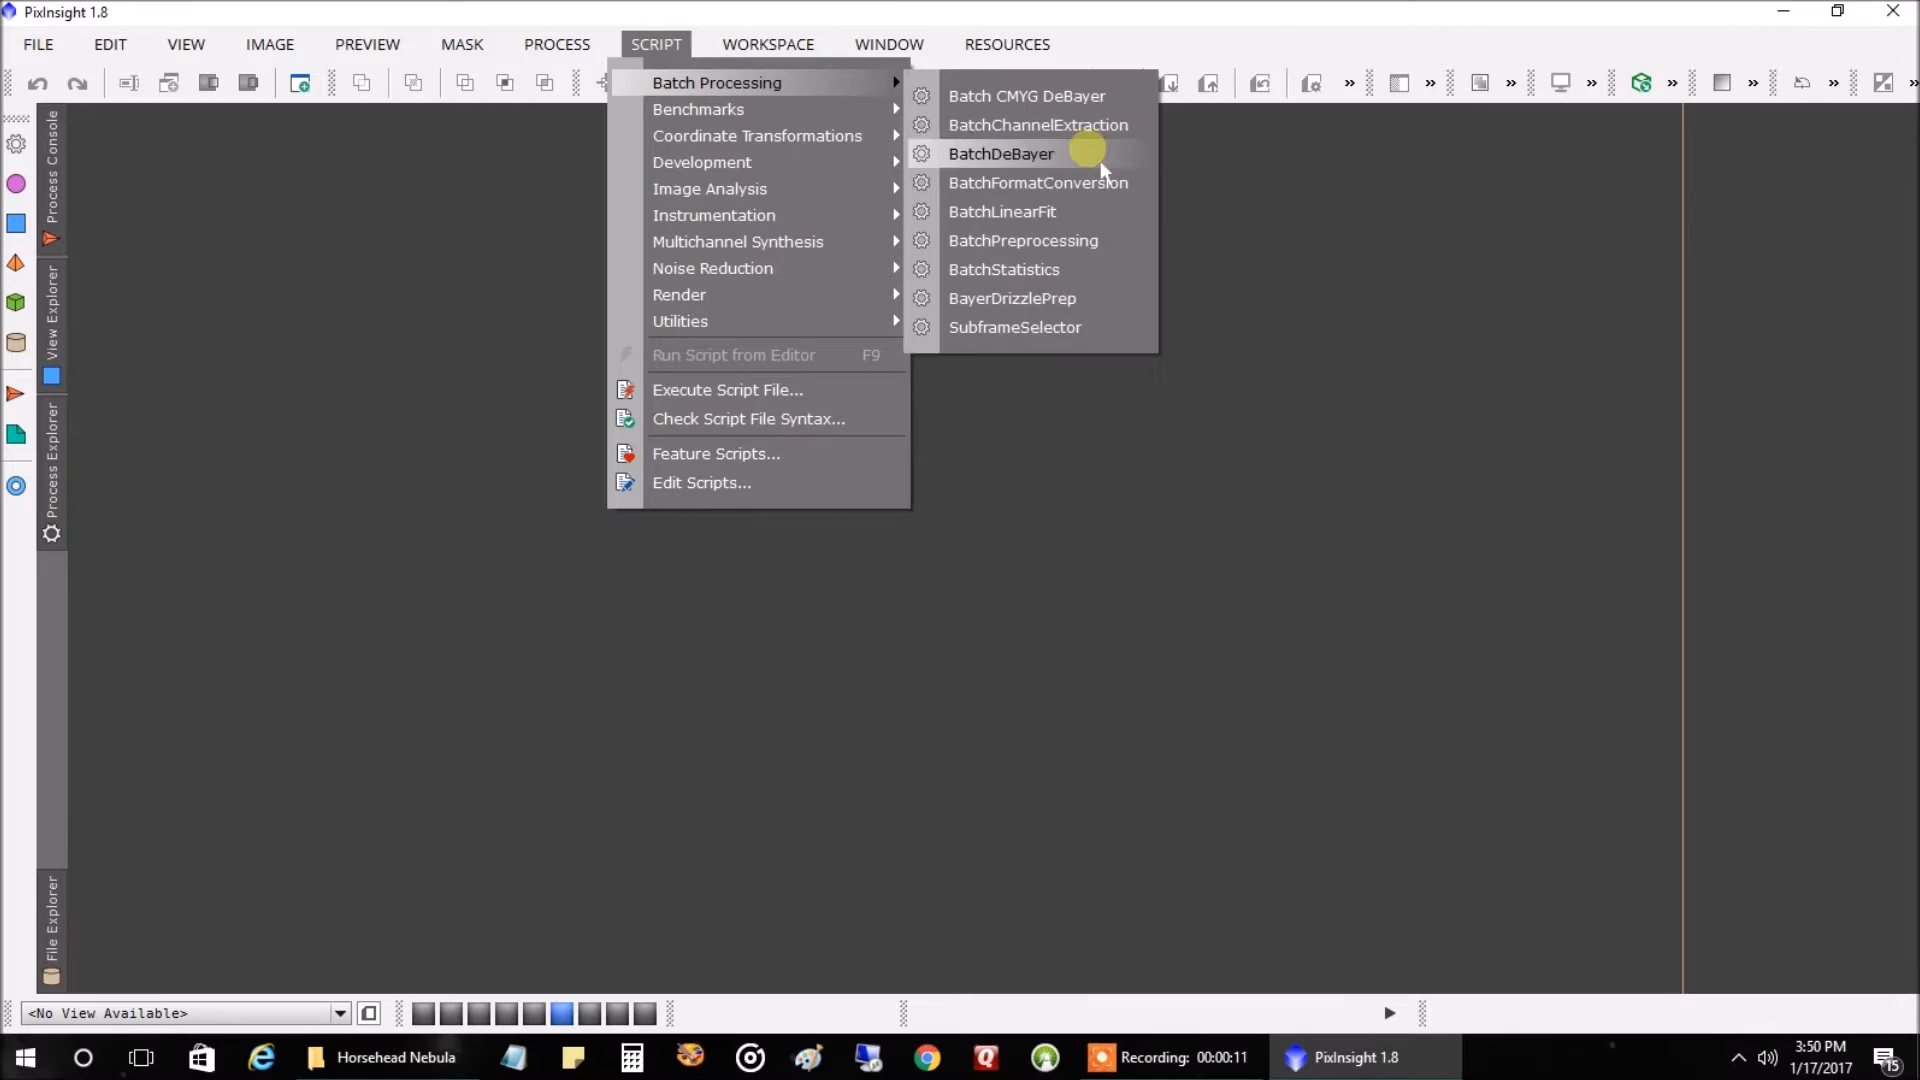 PixInsight 1.8
FILE EDIT VIEW IMAGE PREVIEW MASK PROCESS SCRIPT WORKSPACE WINDOW RESOURCES
Batch Processing
Benchmarks
Coordinate Transformations
Development
Image Analysis
Instrumentation
Multichannel Synthesis
Noise Reduction
Render
Utilities
Run Script from Editor F9
Execute Script File...
Check Script File Syntax...
Feature Scripts...
Edit Scripts...
Batch CMYG DeBayer
BatchChannelExtraction
BatchDeBayer
BatchFormatConversion
BatchLinearFit
BatchPreprocessing
BatchStatistics
BayerDrizzlePrep
SubframeSelector
Process Console
View Explorer
Process Explorer
File Explorer
<No View Available>
Horsehead Nebula
Recording: 00:00:11
PixInsight 1.8
3:50 PM
1/17/2017
15